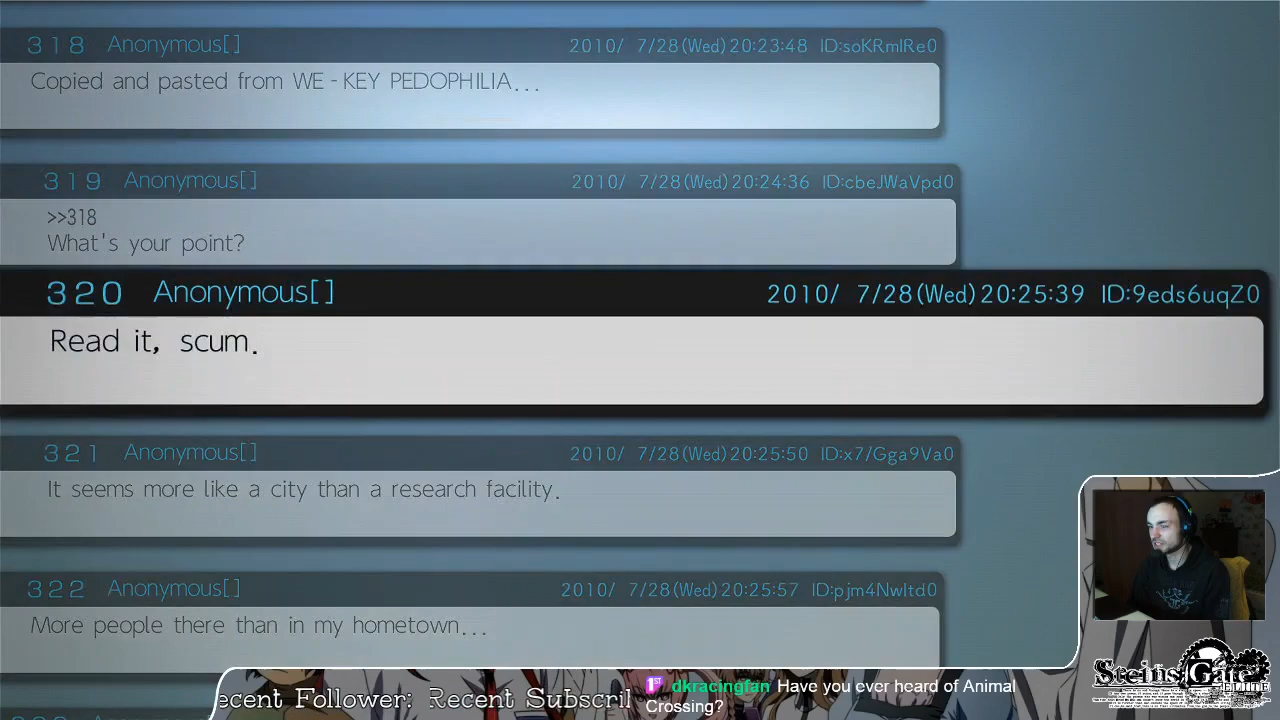 318 Anonymous[] 2010/ 7/28(Wed)20:23:48 ID:soKRmIRe0
Copied and pasted from WE-KEY PEDOPHILIA...
319 Anonymous[] 2010/ 7/28(Wed)20:24:36 ID:cbeJWaVpd0
>>318
What's your point?
320 Anonymous[] 2010/ 7/28(Wed)20:25:39 ID:9eds6uqZ0
Read it, scum.
321 Anonymous[] 2010/ 7/28(Wed)20:25:50 ID:x7/Gga9Va0
It seems more like a city than a research facility.
322 Anonymous[] 2010/ 7/28(Wed)20:25:57 ID:pjm4NwItd0
More people there than in my hometown...
ecent Follower: Recent Subscri
dkracingfan Have you ever heard of Animal
Crossing?
Steins;Gate
ELITE